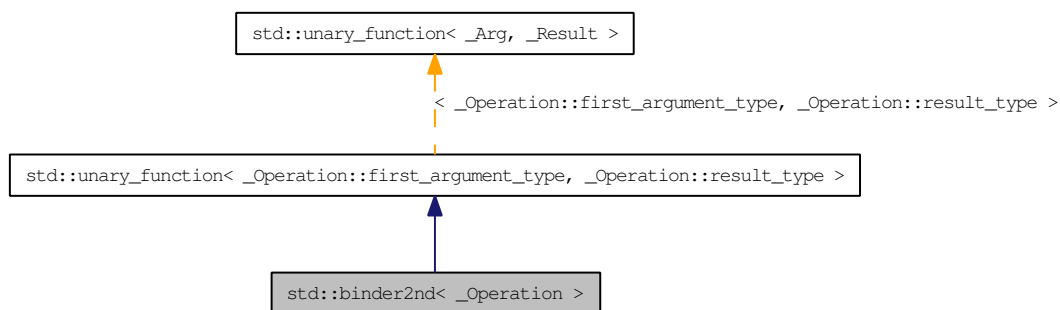 std::unary_function< _Arg, _Result >
< _Operation::first_argument_type, _Operation::result_type >
std::unary_function< _Operation::first_argument_type, _Operation::result_type >
std::binder2nd< _Operation >